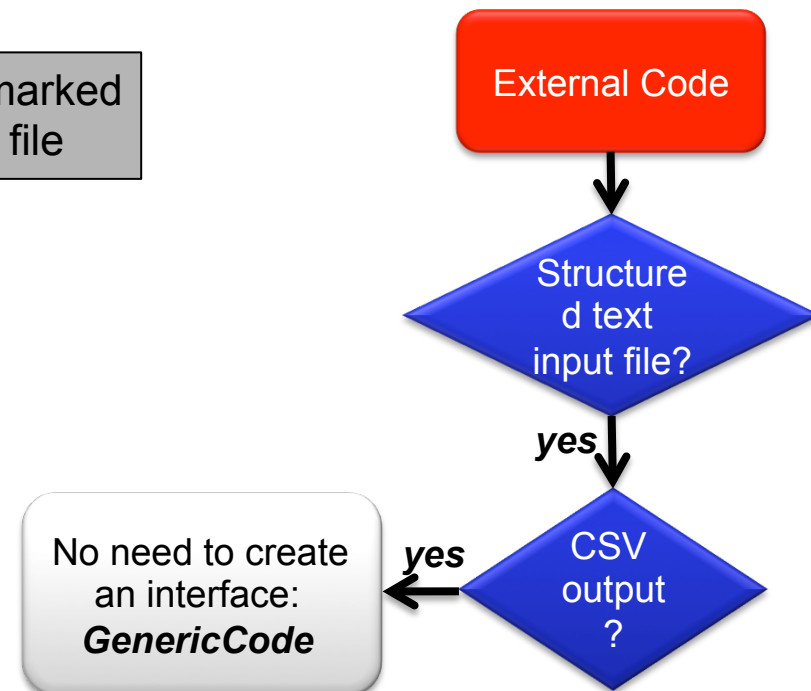 marked
file
External Code
Structure
d text
input file?
yes
No need to create
an interface:
GenericCode
yes
CSV
output
?